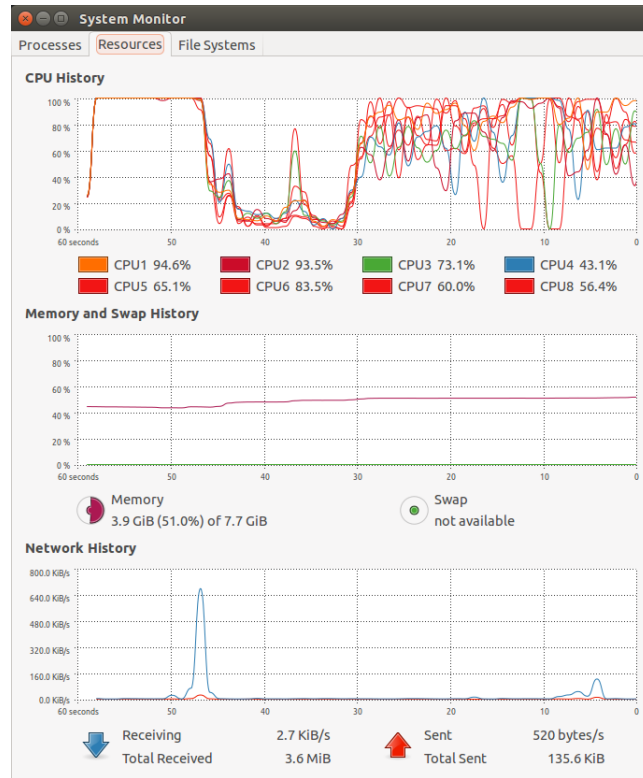 System Monitor
Processes Resources File Systems
CPU History
100 %
80 %
60 %
40 %
20 %
0 %
60 seconds 50 40 30 20 10 0
CPU1 94.6% CPU2 93.5% CPU3 73.1% CPU4 43.1%
CPU5 65.1% CPU6 83.5% CPU7 60.0% CPU8 56.4%
Memory and Swap History
100 %
80 %
60 %
40 %
20 %
0 %
60 seconds 50 40 30 20 10 0
Memory Swap
3.9 GiB (51.0%) of 7.7 GiB not available
Network History
800.0 KiB/s
640.0 KiB/s
480.0 KiB/s
320.0 KiB/s
160.0 KiB/s
0.0 KiB/s
60 seconds 50 40 30 20 10 0
Receiving 2.7 KiB/s Sent 520 bytes/s
Total Received 3.6 MiB Total Sent 135.6 KiB